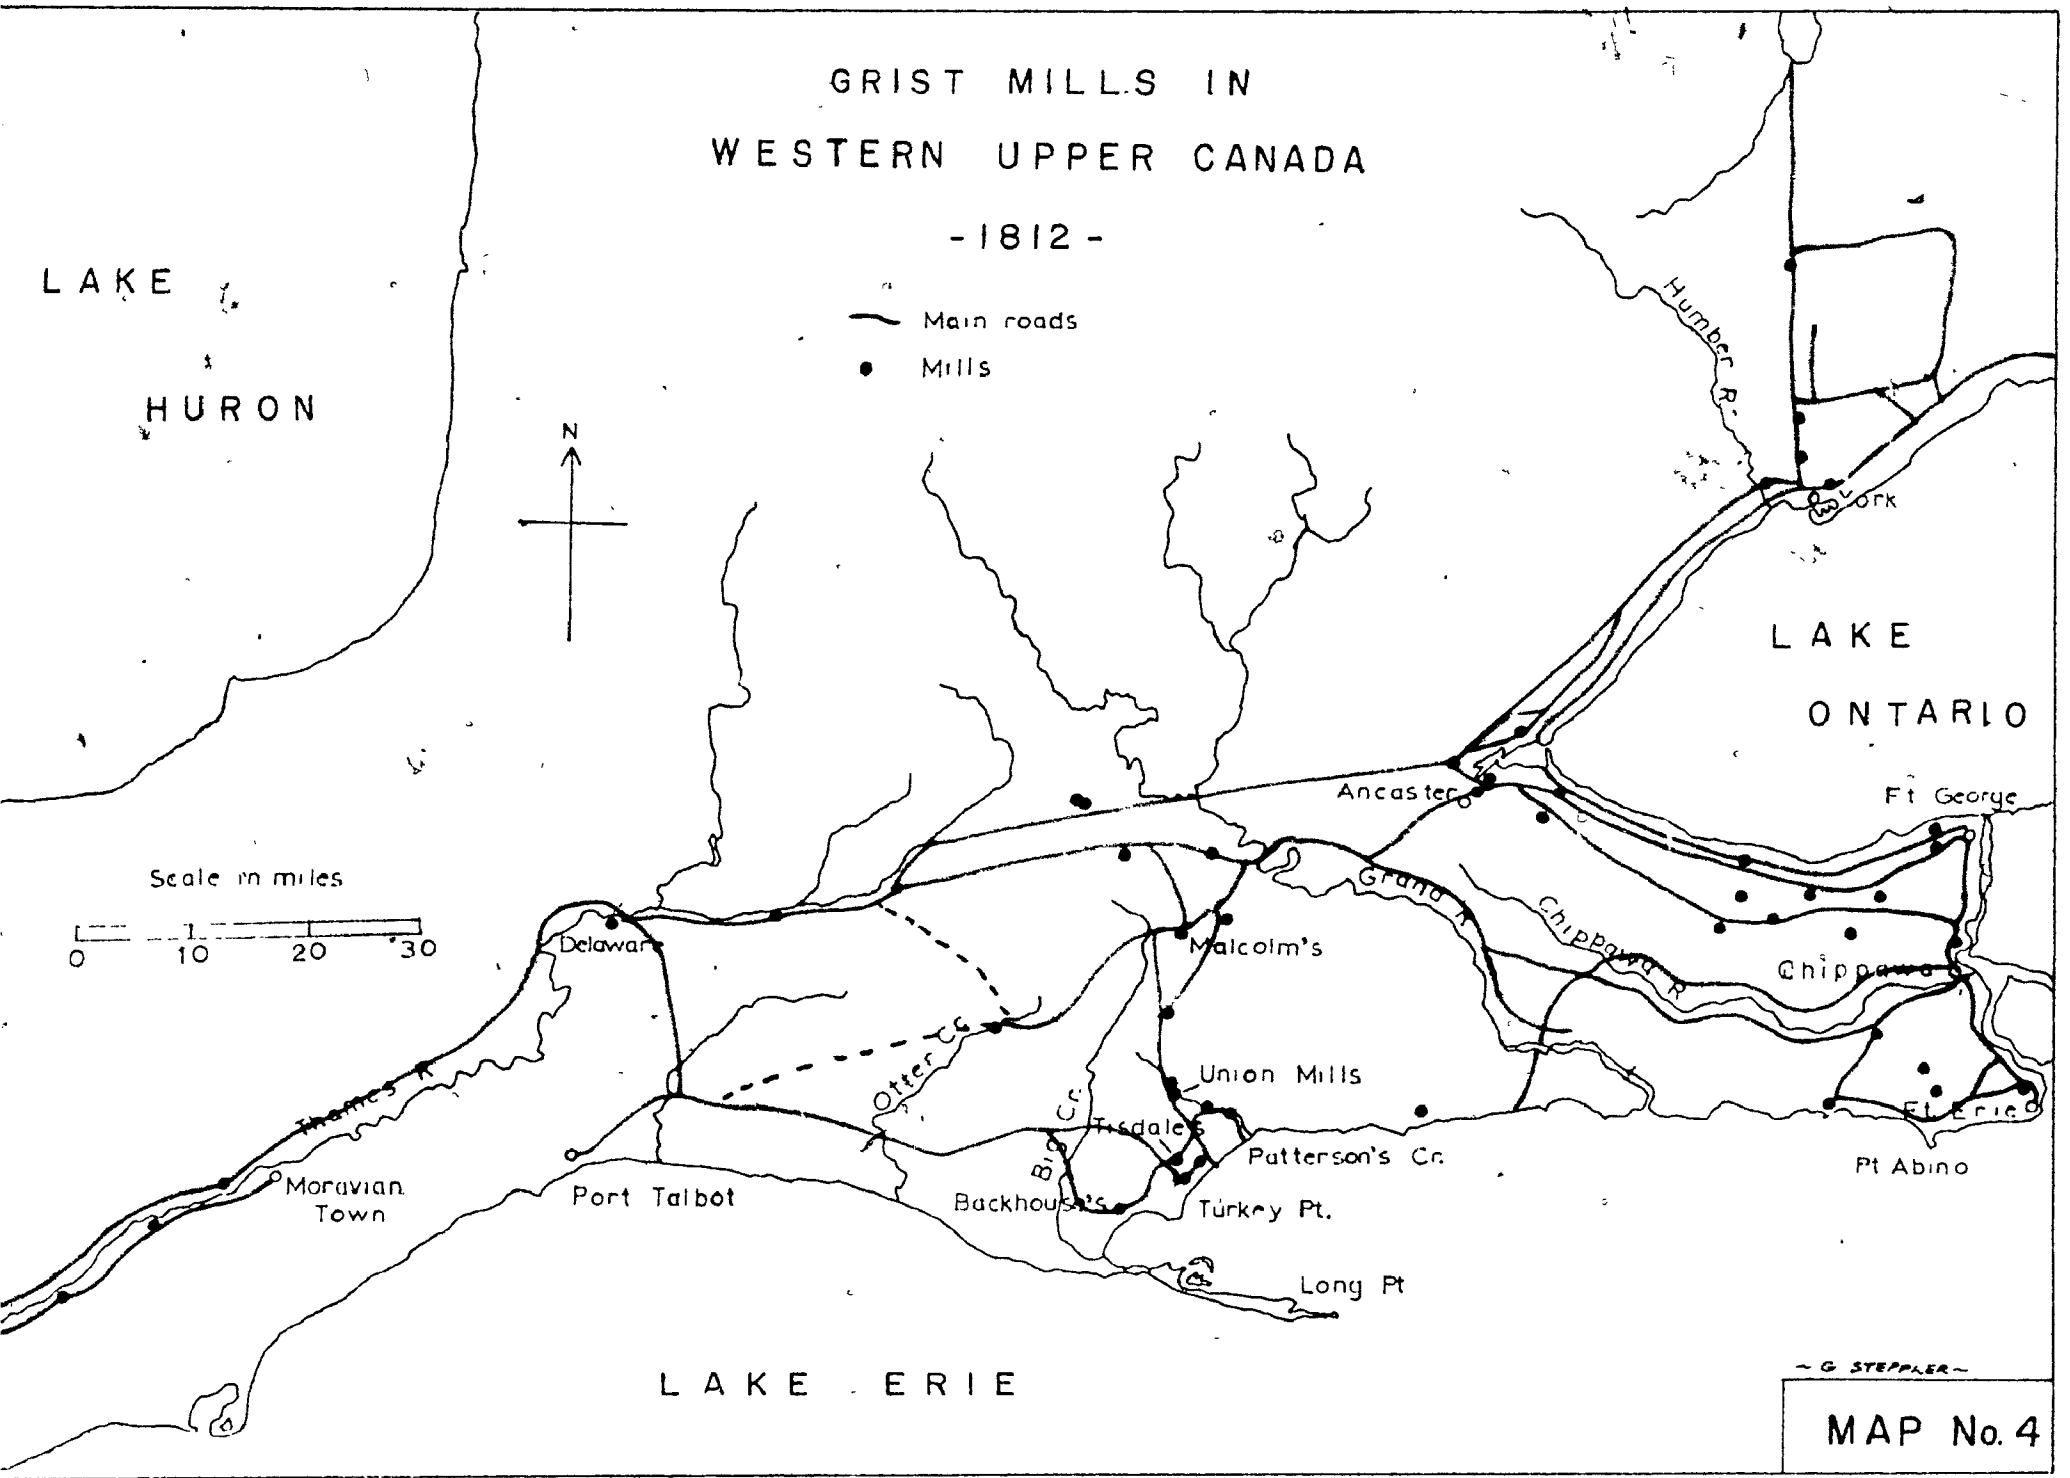 GRIST MILLS IN
WESTERN UPPER CANADA
-1812-
Main roads
Mills
LAKE
HURON
N
Humber R.
York
LAKE
ONTARIO
Ancaster
Ft George
Scale in miles
0 10 20 30
Delaware
Malcolm's
Grand R
Chippawa R
Chippawa
Otter Cr.
Big Cr.
Union Mills
Tisdale's
Patterson's Cr.
Ft Erie
Pt Abino
Thames R
Moravian
Town
Port Talbot
Backhouse's
Turkey Pt.
Long Pt
LAKE ERIE
~G STEPPLER~
MAP No. 4